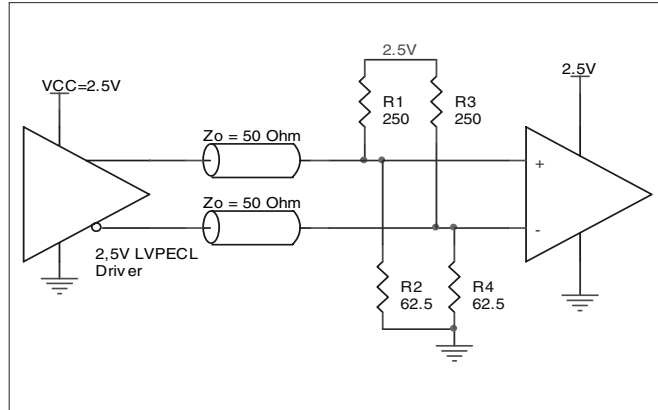 2.5V
VCC=2.5V
2.5V
R1
250
R3
250
Zo = 50 Ohm
+
Zo = 50 Ohm
-
2,5V LVPECL
Driver
R2
62.5
R4
62.5